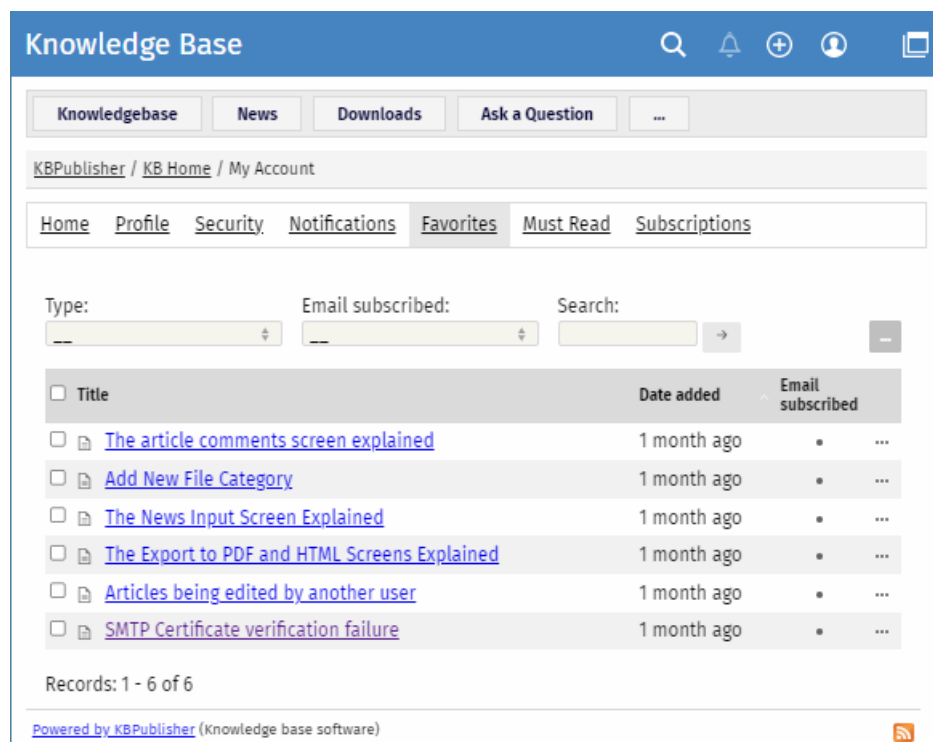 Knowledge Base
Knowledgebase News Downloads Ask a Question ...
KBPublisher / KB Home / My Account
Home Profile Security Notifications Favorites Must Read Subscriptions
Type: Email subscribed: Search:
__ __ → ...
Title Date added Email subscribed
The article comments screen explained 1 month ago • ...
Add New File Category 1 month ago • ...
The News Input Screen Explained 1 month ago • ...
The Export to PDF and HTML Screens Explained 1 month ago • ...
Articles being edited by another user 1 month ago • ...
SMTP Certificate verification failure 1 month ago • ...
Records: 1 - 6 of 6
Powered by KBPublisher (Knowledge base software)